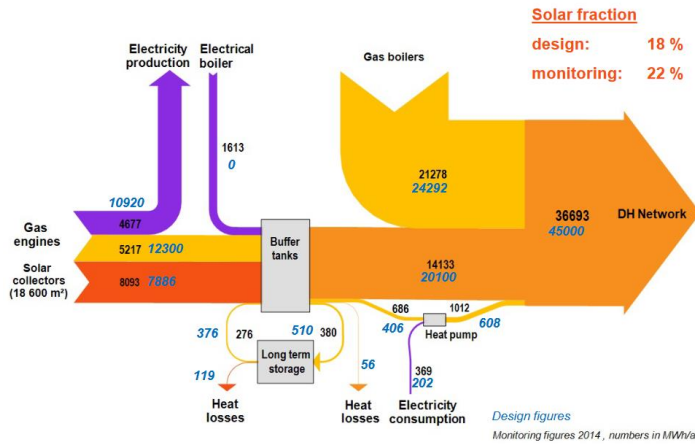 Solar fraction
design: 18 %
monitoring: 22 %
Electricity
production
Electrical
boiler
Gas boilers
1613
0
21278
24292
10920
4677
Gas
engines
5217 12300
Solar
collectors
(18 600 m²)
8093 7886
Buffer
tanks
14133
20100
36693
45000
DH Network
376
276
510
380
686
406
1012
608
Heat pump
Long term
storage
119
56
369
202
Heat
losses
Heat
losses
Electricity
consumption
Design figures
Monitoring figures 2014 , numbers in MWh/a